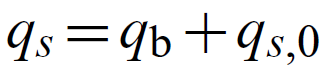 q_s = q_b + q_{s,0}